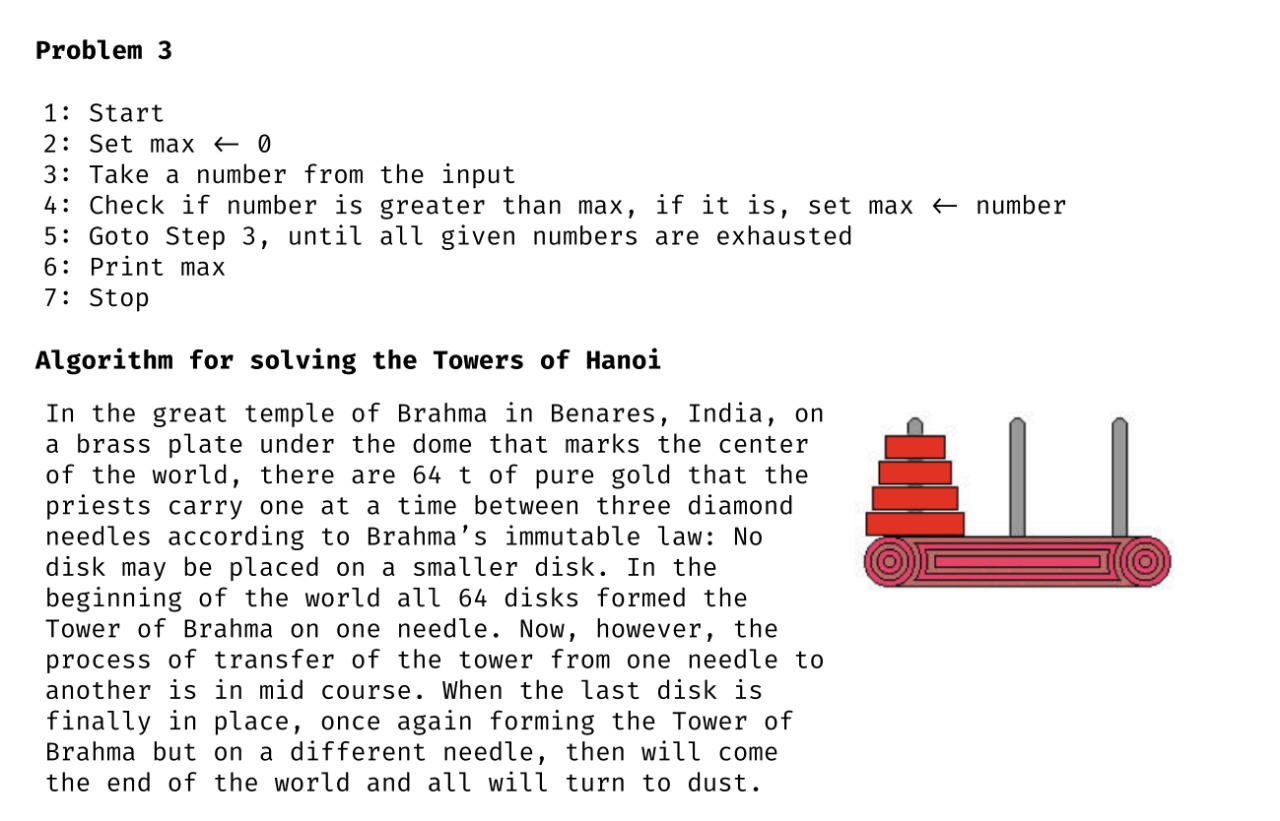 Problem 3
1: Start
2: Set max ← 0
3: Take a number from the input
4: Check if number is greater than max, if it is, set max ← number
5: Goto Step 3, until all given numbers are exhausted
6: Print max
7: Stop
Algorithm for solving the Towers of Hanoi
In the great temple of Brahma in Benares, India, on
a brass plate under the dome that marks the center
of the world, there are 64 t of pure gold that the
priests carry one at a time between three diamond
needles according to Brahma’s immutable law: No
disk may be placed on a smaller disk. In the
beginning of the world all 64 disks formed the
Tower of Brahma on one needle. Now, however, the
process of transfer of the tower from one needle to
another is in mid course. When the last disk is
finally in place, once again forming the Tower of
Brahma but on a different needle, then will come
the end of the world and all will turn to dust.